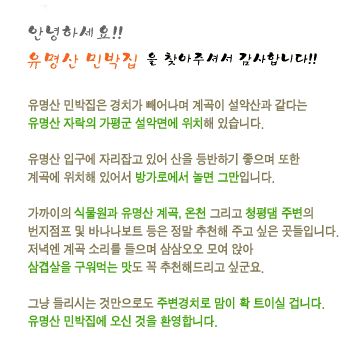 안녕하세요!!
유명산 민박집 을 찾아주셔서 감사합니다!!
유명산 민박집은 경치가 빼어나며 계곡이 설악산과 같다는
유명산 자락의 가평군 설악면에 위치해 있습니다.
유명산 입구에 자리잡고 있어 산을 등반하기 좋으며 또한
계곡에 위치해 있어서 방가로에서 놀면 그만입니다.
가까이의 식물원과 유명산 계곡, 온천 그리고 청평댐 주변의
번지점프 및 바나나보트 등은 정말 추천해 주고 싶은 곳들입니다.
저녁엔 계곡 소리를 들으며 삼삼오오 모여 앉아
삼겹살을 구워먹는 맛도 꼭 추천해드리고 싶군요.
그냥 들리시는 것만으로도 주변경치로 맘이 확 트이실 겁니다.
유명산 민박집에 오신 것을 환영합니다.